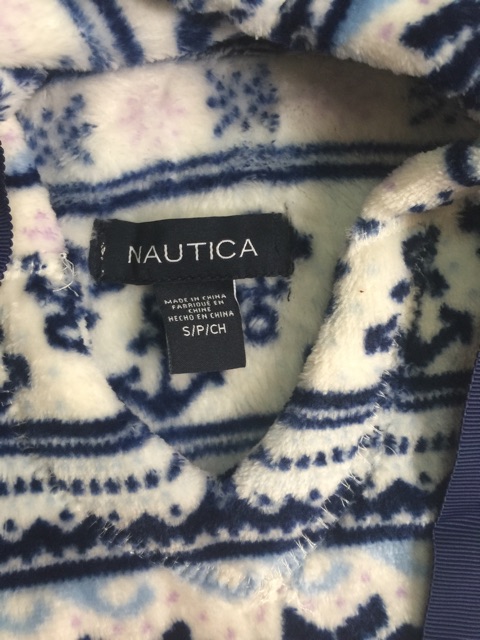 NAUTICA
MADE IN CHINA
FABRIQUÉ EN
CHINE
HECHO EN CHINA
S/P/CH